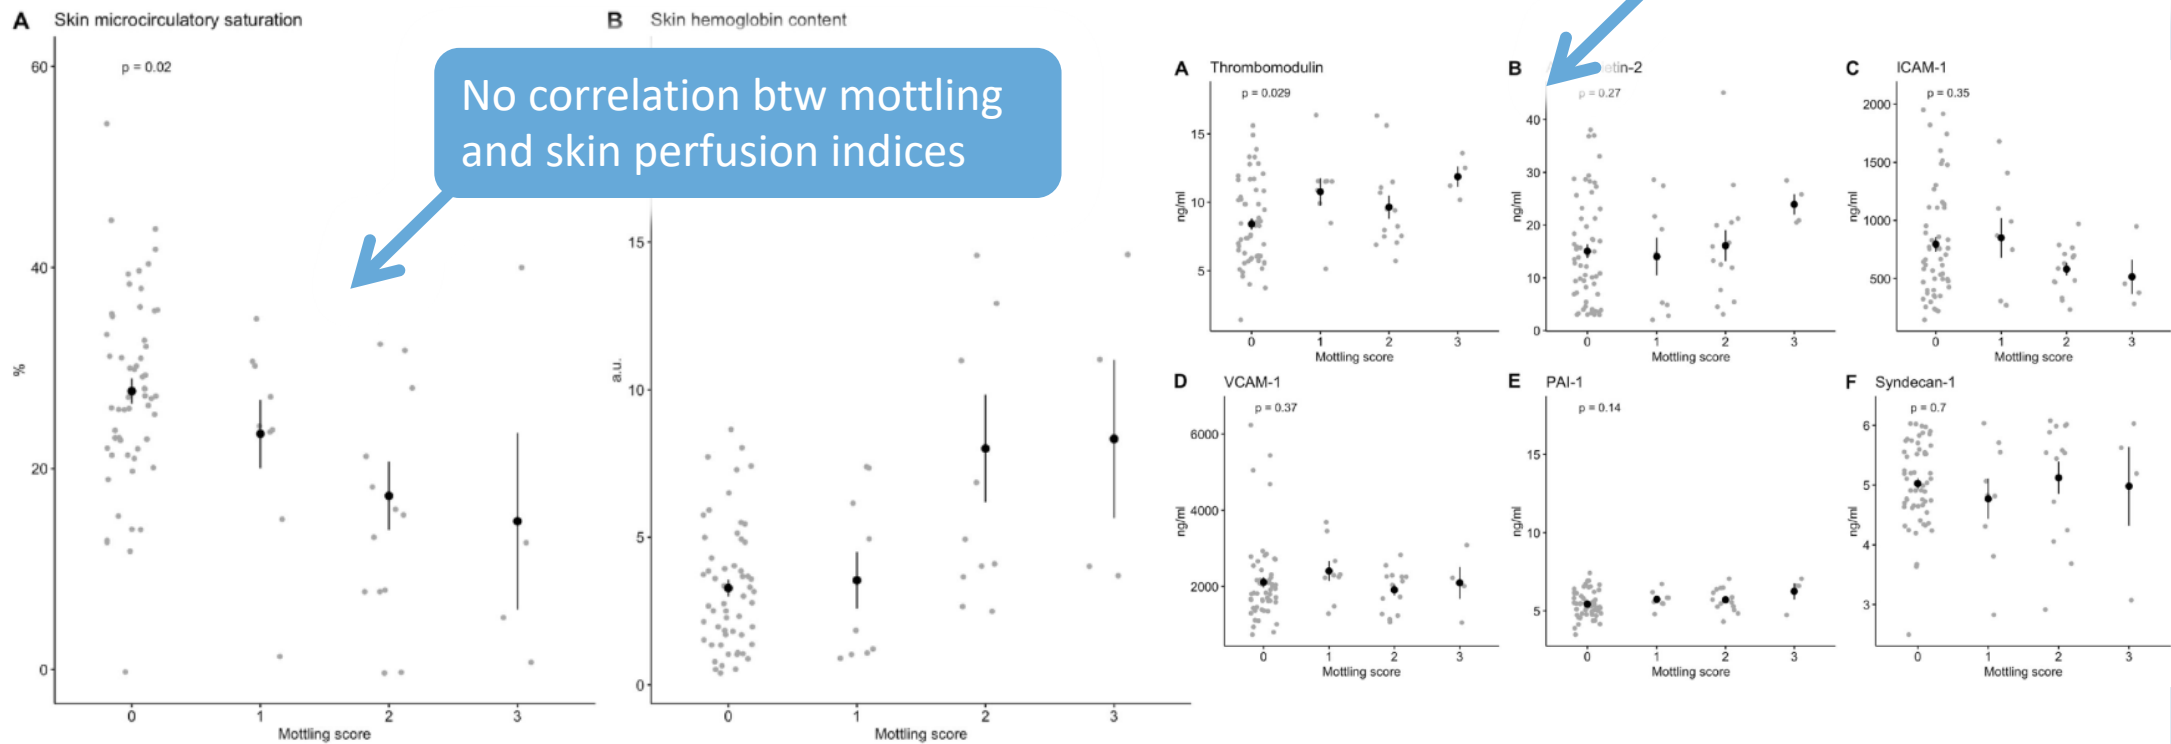 A Skin microcirculatory saturation
p = 0.02
60
40
20
0
%
0 1 2 3
Mottling score
B Skin hemoglobin content
No correlation btw mottling
and skin perfusion indices
15
10
5
0
a.u.
0 1 2 3
Mottling score
A Thrombomodulin
p = 0.029
15
10
5
ng/ml
0 1 2 3
Mottling score
B etin-2
p = 0.27
40
30
20
10
0
ng/ml
0 1 2 3
Mottling score
C ICAM-1
p = 0.35
2000
1500
1000
500
ng/ml
0 1 2 3
Mottling score
D VCAM-1
p = 0.37
6000
4000
2000
ng/ml
0 1 2 3
Mottling score
E PAI-1
p = 0.14
15
10
5
ng/ml
0 1 2 3
Mottling score
F Syndecan-1
p = 0.7
6
5
4
3
ng/ml
0 1 2 3
Mottling score